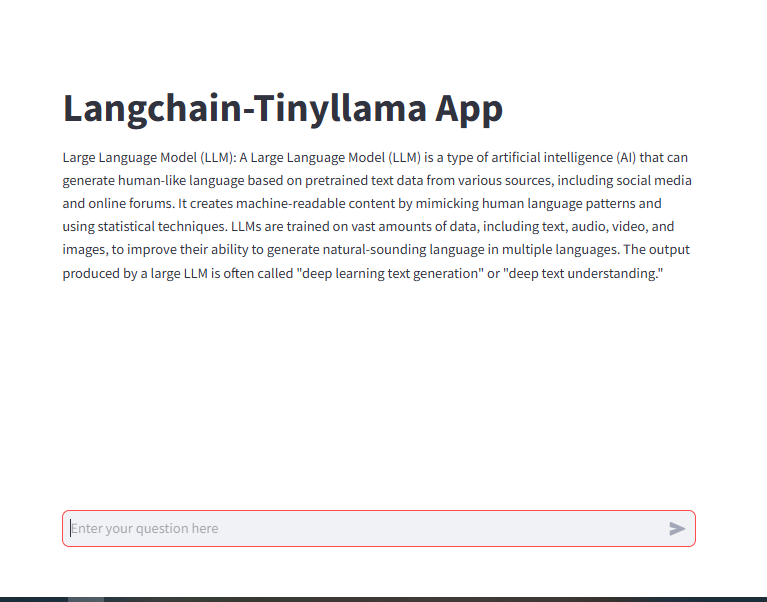 Langchain-Tinyllama App
Large Language Model (LLM): A Large Language Model (LLM) is a type of artificial intelligence (AI) that can
generate human-like language based on pretrained text data from various sources, including social media
and online forums. It creates machine-readable content by mimicking human language patterns and
using statistical techniques. LLMs are trained on vast amounts of data, including text, audio, video, and
images, to improve their ability to generate natural-sounding language in multiple languages. The output
produced by a large LLM is often called "deep learning text generation" or "deep text understanding."
Enter your question here